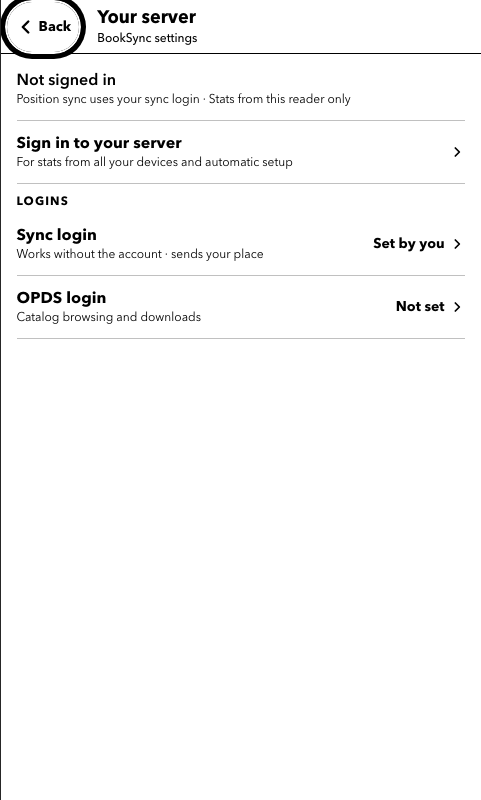 Back
Your server
BookSync settings
Not signed in
Position sync uses your sync login · Stats from this reader only
Sign in to your server
For stats from all your devices and automatic setup
LOGINS
Sync login
Works without the account · sends your place
Set by you
OPDS login
Catalog browsing and downloads
Not set